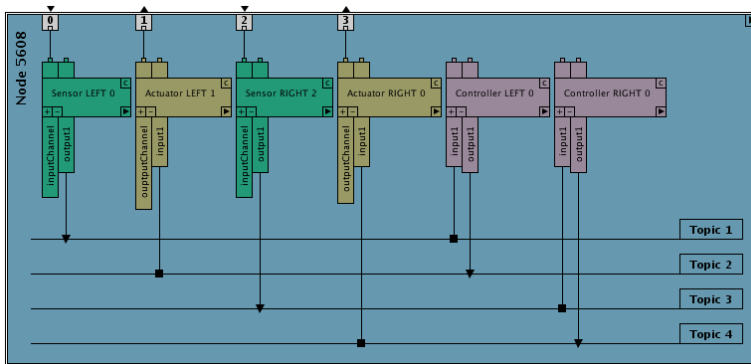 0
1
2
3
Node 5608
Sensor LEFT 0
c
+ -
inputChannel
output1
Actuator LEFT 1
c
+ -
ouptputChannel
input1
Sensor RIGHT 2
c
+ -
inputChannel
output1
Actuator RIGHT 0
c
+ -
outputChannel
input1
Controller LEFT 0
c
+ -
input1
output1
Controller RIGHT 0
c
+ -
input1
output1
Topic 1
Topic 2
Topic 3
Topic 4